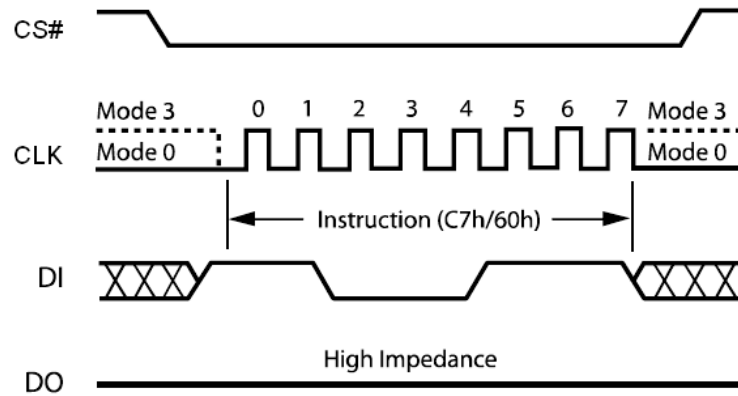 CS#
Mode 3
0 1 2 3 4 5 6 7
Mode 3
CLK
Mode 0
Mode 0
Instruction (C7h/60h)
DI
High Impedance
DO